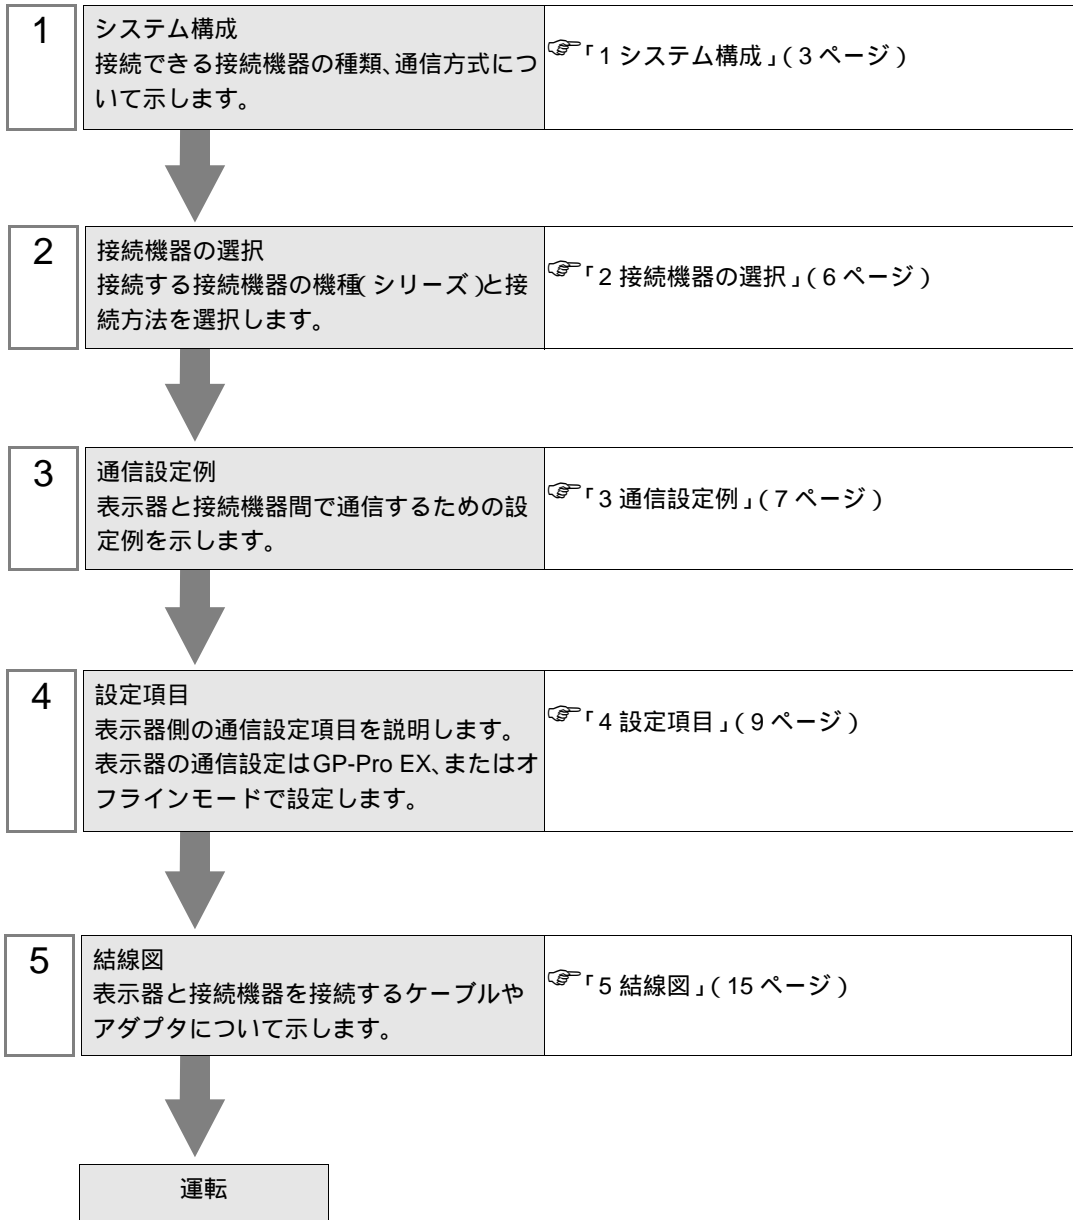 1
システム構成
接続できる接続機器の種類、通信方式につ
いて示します。
☞「1 システム構成」( 3 ページ )
2
接続機器の選択
接続する接続機器の機種( シリーズ )と接
続方法を選択します。
☞「2 接続機器の選択」( 6 ページ )
3
通信設定例
表示器と接続機器間で通信するための設
定例を示します。
☞「3 通信設定例」( 7 ページ )
4
設定項目
表示器側の通信設定項目を説明します。
表示器の通信設定はGP-Pro EX、またはオ
フラインモードで設定します。
☞「4 設定項目」( 9 ページ )
5
結線図
表示器と接続機器を接続するケーブルや
アダプタについて示します。
☞「5 結線図」( 15 ページ )
運転